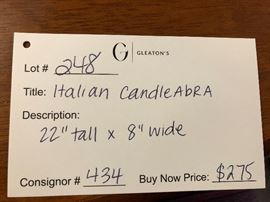 G | GLEATON'S
Lot # 248
Title: Italian CandleAbRA
Description:
22" tall x 8" wide
Consignor # 434 Buy Now Price: $275